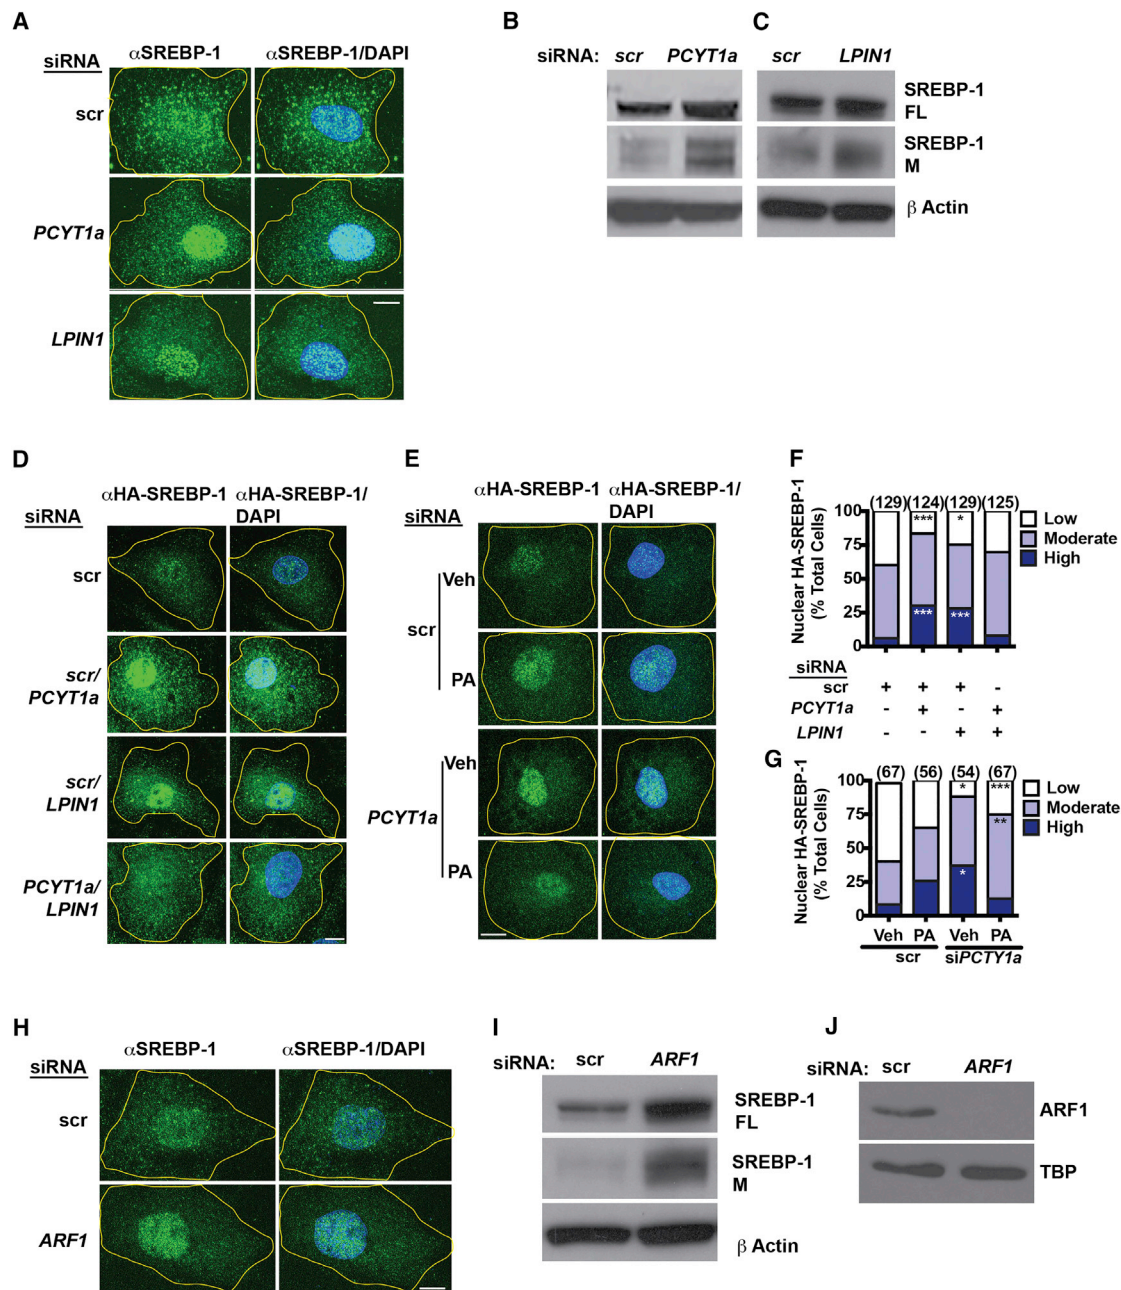 A
siRNA
αSREBP-1
αSREBP-1/DAPI
scr
PCYT1a
LPIN1
B
siRNA:
scr
PCYT1a
C
scr
LPIN1
SREBP-1
FL
SREBP-1
M
β Actin
D
αHA-SREBP-1
αHA-SREBP-1/
DAPI
siRNA
scr
scr/
PCYT1a
scr/
LPIN1
PCYT1a/
LPIN1
E
αHA-SREBP-1
αHA-SREBP-1/
DAPI
siRNA
Veh
scr
PA
Veh
PCYT1a
PA
F
Nuclear HA-SREBP-1
(% Total Cells)
(129) (124) (129) (125)
100
75
50
25
0
*** *
*** ***
Low
Moderate
High
siRNA
scr + + + -
PCYT1a - + - +
LPIN1 - - + +
G
Nuclear HA-SREBP-1
(% Total Cells)
(67) (56) (54) (67)
100
75
50
25
0
* ***
**
*
Low
Moderate
High
Veh PA Veh PA
scr siPCTY1a
H
siRNA
αSREBP-1
αSREBP-1/DAPI
scr
ARF1
I
siRNA:
scr
ARF1
SREBP-1
FL
SREBP-1
M
β Actin
J
siRNA:
scr
ARF1
ARF1
TBP